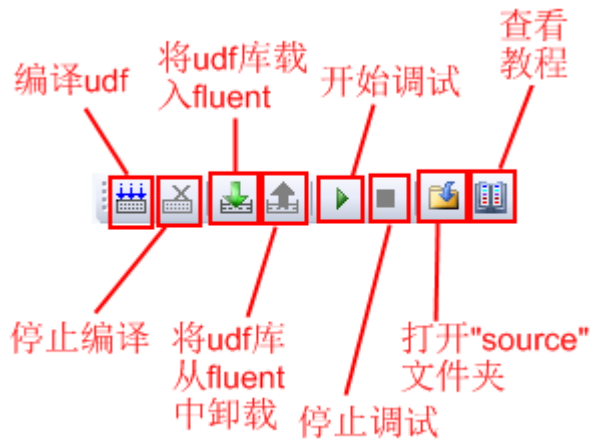 编译udf
将udf库载
入fluent
开始调试
查看
教程
停止编译
将udf库
从fluent
中卸载
停止调试
打开"source"
文件夹